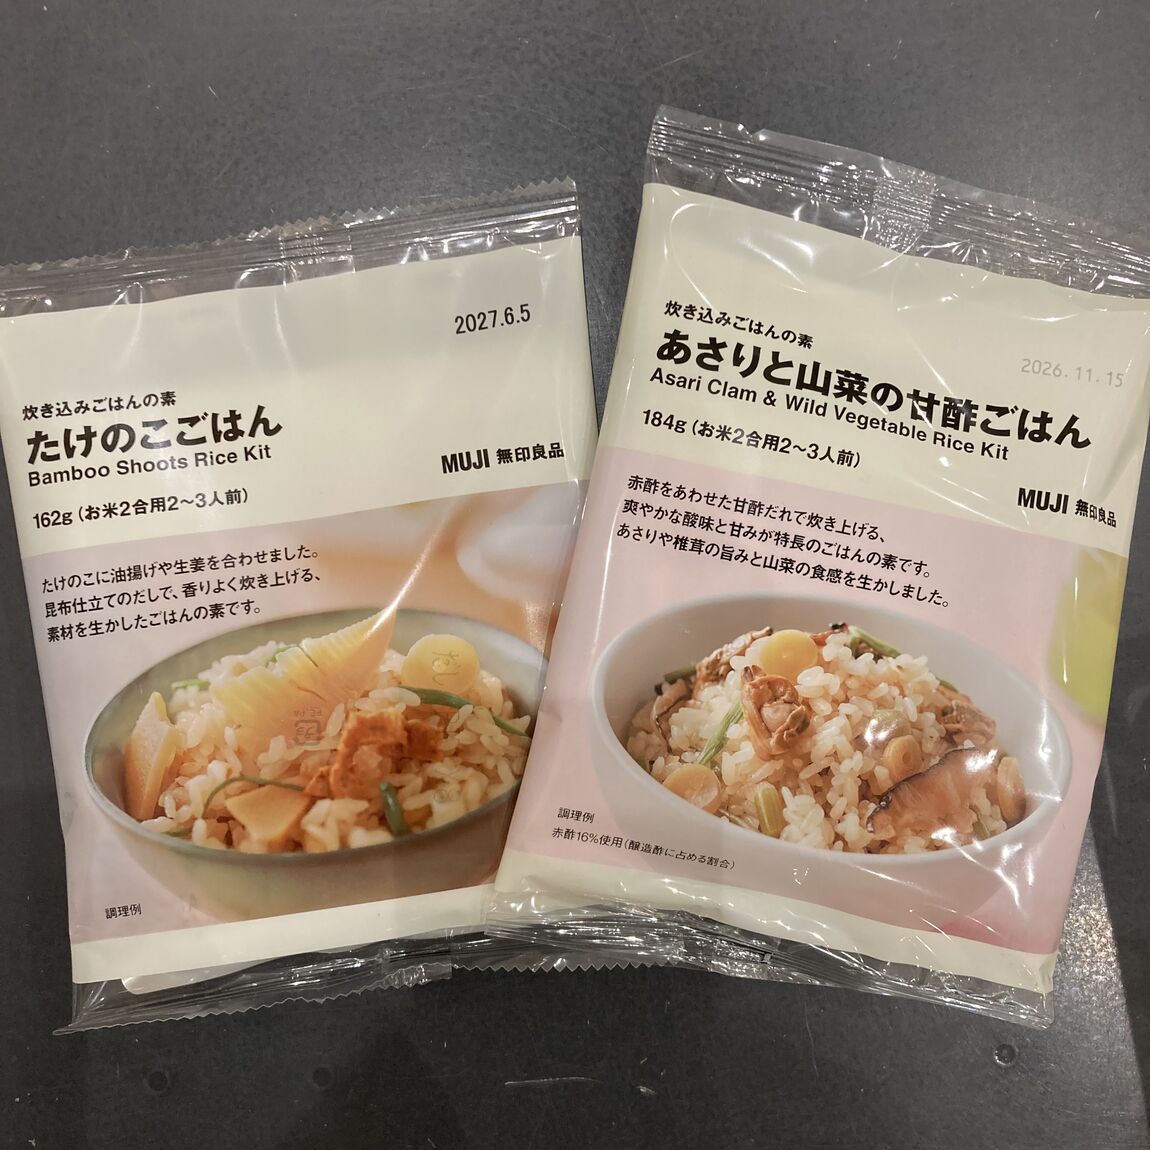 2027.6.5
炊き込みごはんの素
たけのこごはん
Bamboo Shoots Rice Kit
MUJI 無印良品
162g（お米2合用2〜3人前）
たけのこに油揚げや生姜を合わせました。
昆布仕立てのだしで、香りよく炊き上げる、
素材を生かしたごはんの素です。
だし
調理例
炊き込みごはんの素
2026.11.15
あさりと山菜の甘酢ごはん
Asari Clam & Wild Vegetable Rice Kit
184g（お米2合用2〜3人前）
MUJI 無印良品
赤酢をあわせた甘酢だれで炊き上げる、
爽やかな酸味と甘みが特長のごはんの素です。
あさりや椎茸の旨みと山菜の食感を生かしました。
調理例
赤酢16%使用（醸造酢に占める割合）